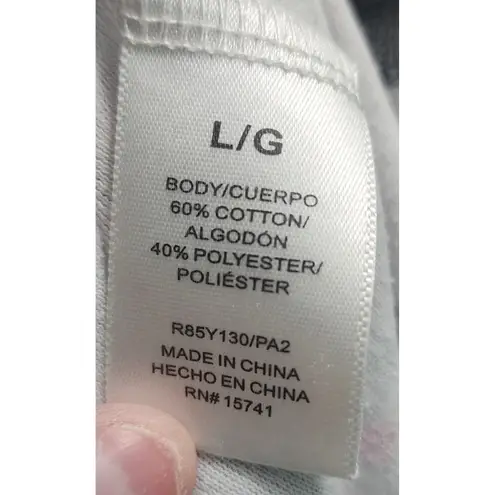 L/G
BODY/CUERPO
60% COTTON/
ALGODÓN
40% POLYESTER/
POLIÉSTER
R85Y130/PA2
MADE IN CHINA
HECHO EN CHINA
RN# 15741